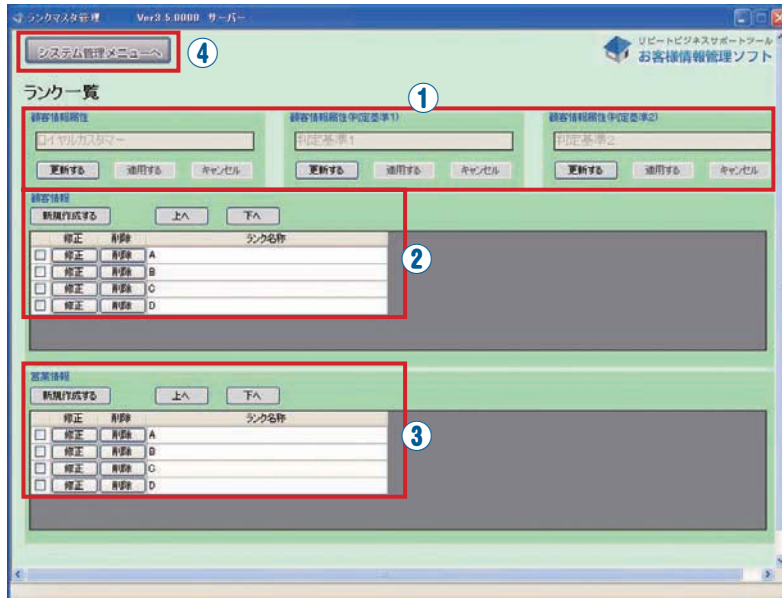 ランクマスタ管理 Ver3.5.0000 サーバー
システム管理メニューへ ④
リピートビジネスサポートツール
お客様情報管理ソフト
ランク一覧
①
顧客情報属性 顧客情報属性(判定基準1) 顧客情報属性(判定基準2)
ロイヤルカスタマー 判定基準1 判定基準2
更新する 適用する キャンセル 更新する 適用する キャンセル 更新する 適用する キャンセル
顧客情報
新規作成する 上へ 下へ
修正 削除 ランク名称
修正 削除 A
②
修正 削除 B
修正 削除 C
修正 削除 D
営業情報
新規作成する 上へ 下へ
修正 削除 ランク名称
修正 削除 A
③
修正 削除 B
修正 削除 C
修正 削除 D